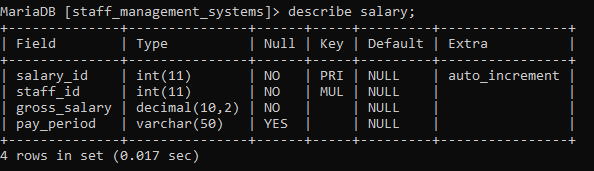 MariaDB [staff_management_systems]> describe salary;
+--------------+---------------+------+-----+---------+----------------+
| Field        | Type          | Null | Key | Default | Extra          |
+--------------+---------------+------+-----+---------+----------------+
| salary_id    | int(11)       | NO   | PRI | NULL    | auto_increment |
| staff_id     | int(11)       | NO   | MUL | NULL    |                |
| gross_salary | decimal(10,2) | NO   |     | NULL    |                |
| pay_period   | varchar(50)   | YES  |     | NULL    |                |
+--------------+---------------+------+-----+---------+----------------+
4 rows in set (0.017 sec)